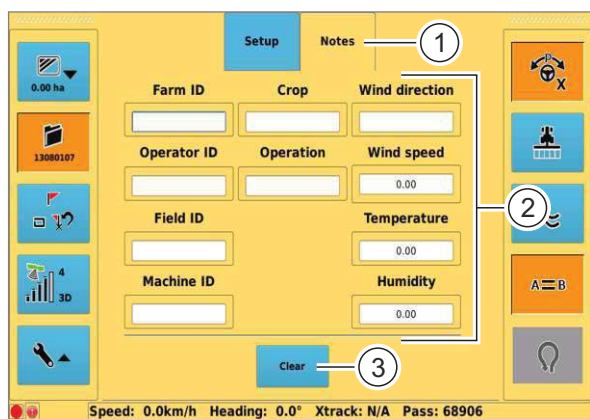 Setup Notes 1
0.00 ha
Farm ID Crop Wind direction
X
13080107
Operator ID Operation Wind speed
0.00
2
Field ID Temperature
0.00
4
3D
Machine ID Humidity
A B
0.00
Clear 3
Speed: 0.0km/h Heading: 0.0° Xtrack: N/A Pass: 68906